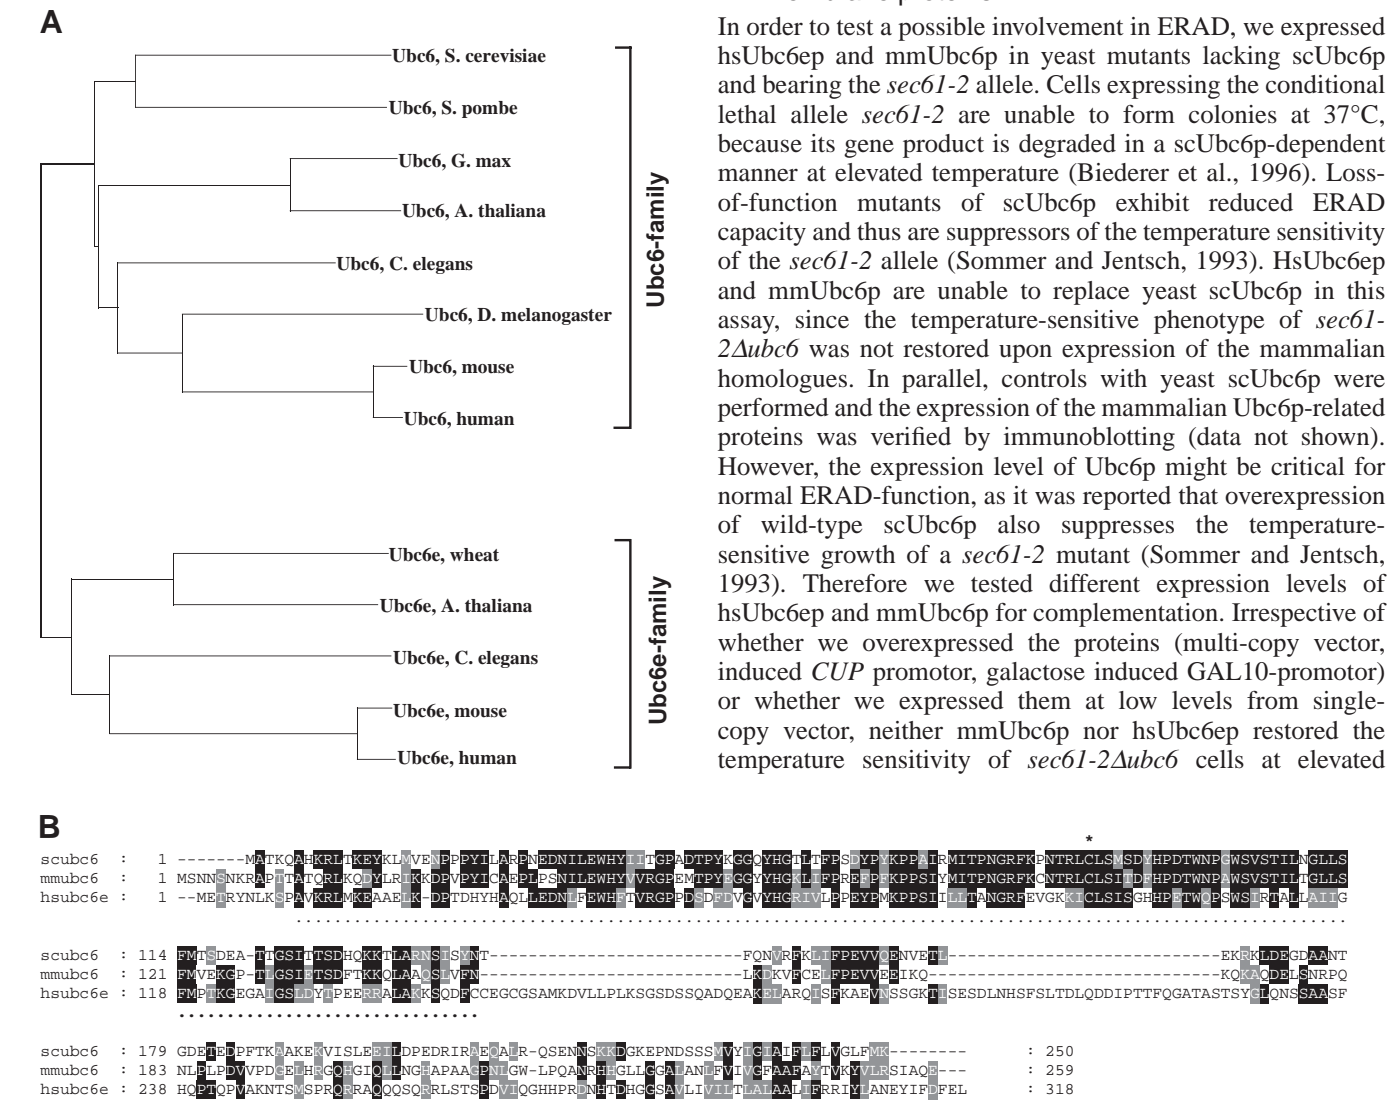 A
Ubc6, S. cerevisiae
Ubc6, S. pombe
Ubc6, G. max
Ubc6, A. thaliana
Ubc6, C. elegans
Ubc6, D. melanogaster
Ubc6, mouse
Ubc6, human
Ubc6-family
Ubc6e, wheat
Ubc6e, A. thaliana
Ubc6e, C. elegans
Ubc6e, mouse
Ubc6e, human
Ubc6e-family
In order to test a possible involvement in ERAD, we expressed
hsUbc6ep and mmUbc6p in yeast mutants lacking scUbc6p
and bearing the sec61-2 allele. Cells expressing the conditional
lethal allele sec61-2 are unable to form colonies at 37°C,
because its gene product is degraded in a scUbc6p-dependent
manner at elevated temperature (Biederer et al., 1996). Loss-
of-function mutants of scUbc6p exhibit reduced ERAD
capacity and thus are suppressors of the temperature sensitivity
of the sec61-2 allele (Sommer and Jentsch, 1993). HsUbc6ep
and mmUbc6p are unable to replace yeast scUbc6p in this
assay, since the temperature-sensitive phenotype of sec61-
2Δubc6 was not restored upon expression of the mammalian
homologues. In parallel, controls with yeast scUbc6p were
performed and the expression of the mammalian Ubc6p-related
proteins was verified by immunoblotting (data not shown).
However, the expression level of Ubc6p might be critical for
normal ERAD-function, as it was reported that overexpression
of wild-type scUbc6p also suppresses the temperature-
sensitive growth of a sec61-2 mutant (Sommer and Jentsch,
1993). Therefore we tested different expression levels of
hsUbc6ep and mmUbc6p for complementation. Irrespective of
whether we overexpressed the proteins (multi-copy vector,
induced CUP promotor, galactose induced GAL10-promotor)
or whether we expressed them at low levels from single-
copy vector, neither mmUbc6p nor hsUbc6ep restored the
temperature sensitivity of sec61-2Δubc6 cells at elevated
B
*
scubc6 : 1 -------MATKQAHKRLTKEYKLMVENPPPYILARPNEDNILEWHYIITGPADTPYKGGQYHGTLTFPSDYPYKPPAIRMITPNGRFKPNTRLCLSMSDYHPDTWNPGWSVSTILNGLLS
mmubc6 : 1 MSNNSNKRAPTTATQRLKQDYLRIKKDPVPYICAEPLPSNILEWHYVVRGPEMTPYEGGYYHGKLIFPREFPFKPPSIYMITPNGRFKCNTRLCLSITDFHPDTWNPAWSVSTILTGLLS
hsubc6e : 1 --METRYNLKSPAVKRLMKEAAELK-DPTDHYHAQLLEDNLFEWHFTVRGPPDSDFDGVYHGRIVLPPEYPMKPPSIILLTANGRFEVGKKICLSISGHHPETWQPSWSIRTALLAIIG
scubc6 : 114 FMTSDEA-TTGSITTSDHQKKTLARNSISYNT--------------------------FQNVRFKLIFPEVVQENVETL----------------------------EKRKLDEGDAANT
mmubc6 : 121 FMVEKGP-TLGSIETSDFTKKQLAAQSLVFN---------------------------LKDKVFCELFPEVVEEIKQ------------------------------KQKAQDELSNRPQ
hsubc6e : 118 FMPTKGEGAIGSLDYTPEERRALAKKSQDFCCEGCGSAMKDVLLPLKSGSDSSQADQEAKELARQISFKAEVNSSGKTISESDLNHSFSLTDLQDDIPTTFQGATASTSYGLQNSSAASF
scubc6 : 179 GDETEDPFTKAAKEKVISLEEILDPEDRIRAEQALR-QSENNSKKDGKEPNDSSSMVYIGIAIFLFLVGLFMK-------- : 250
mmubc6 : 183 NLPLPDVVPDGELHRGQHGIQLLNGHAPAAGPNLGW-LPQANRHHGLLGGALANLFVIVGFAAFAYTVKYVLRSIAQE--- : 259
hsubc6e : 238 HQPTQPVAKNTSMSPRQRRAQQQSQRRLSTSPDVIQGHHPRDNHTDHGGSAVLIVILTLALAALIFRRIYLANEYIFDFEL : 318